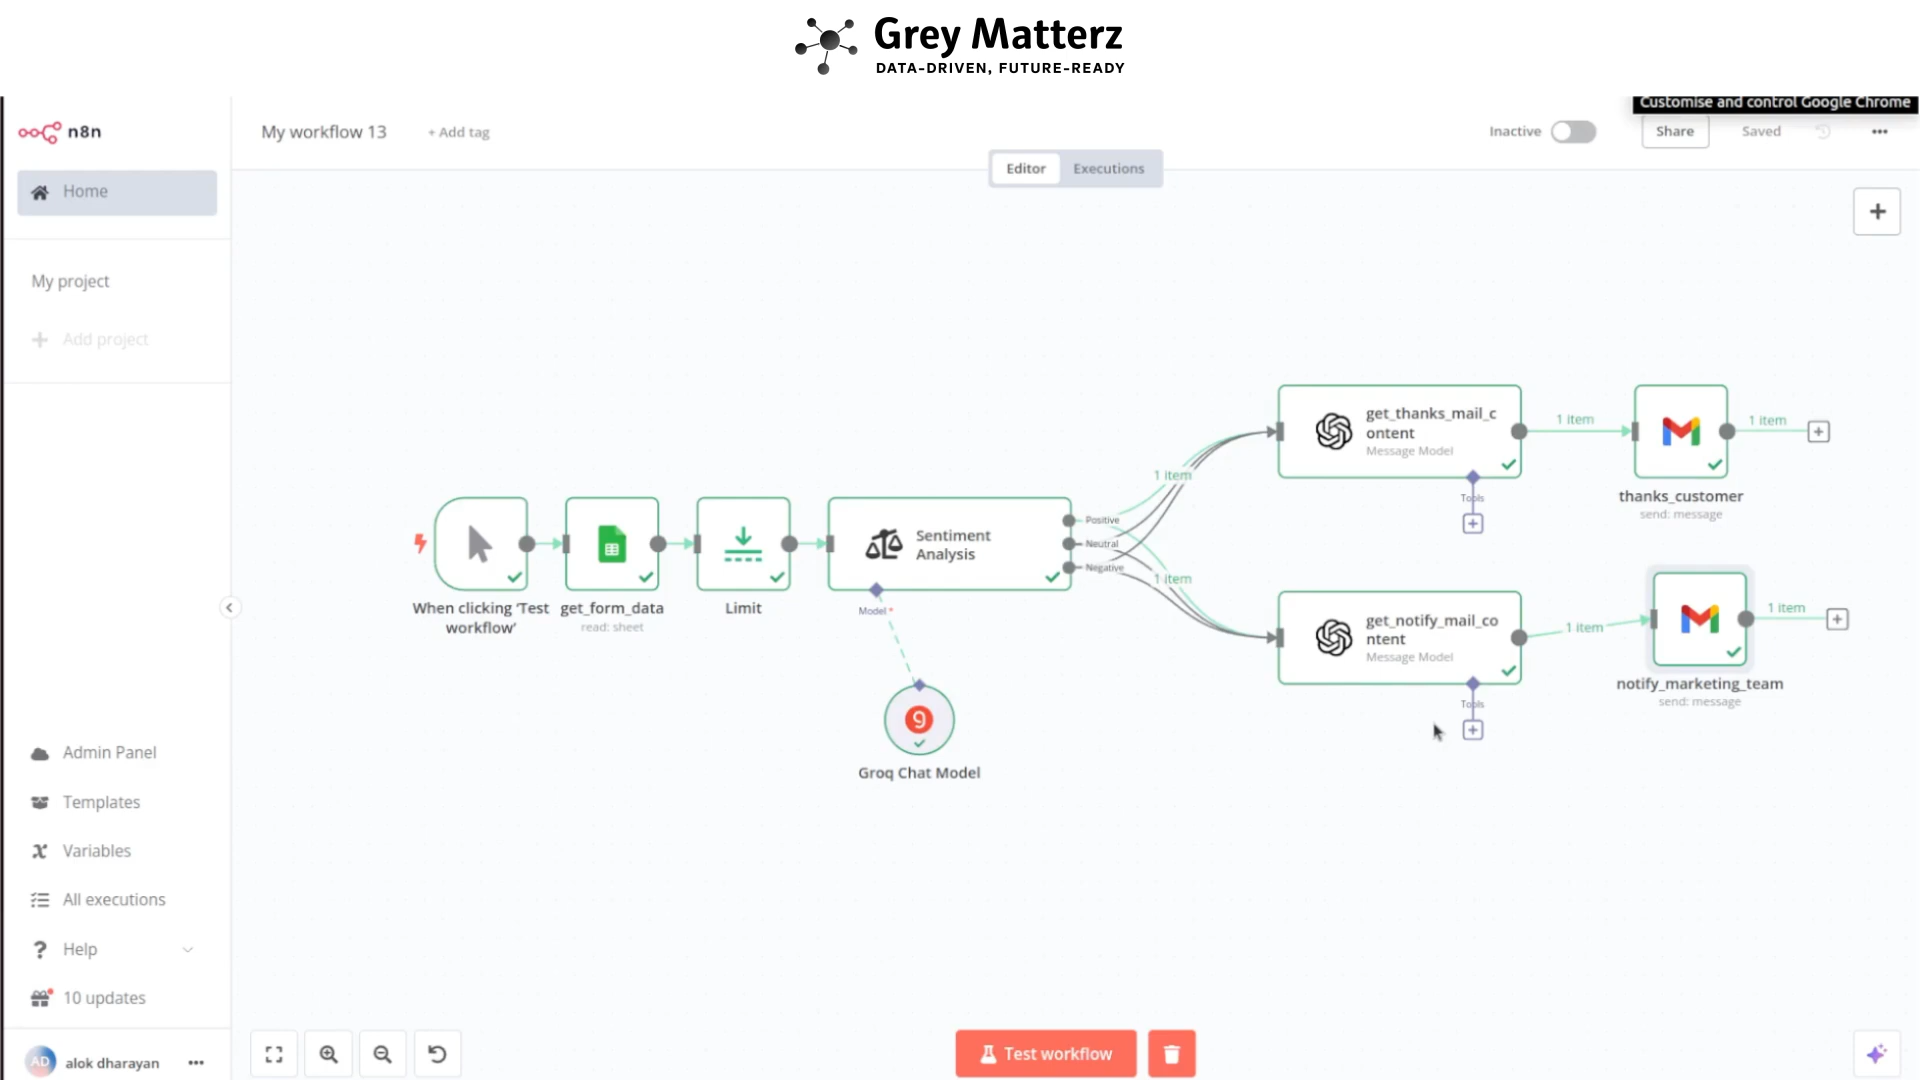 Grey Matterz
DATA-DRIVEN, FUTURE-READY
Customise and control Google Chrome
n8n
My workflow 13
+ Add tag
Inactive
Share
Saved
Editor
Executions
Home
My project
Add project
When clicking ‘Test
workflow’
get_form_data
read: sheet
Limit
Sentiment
Analysis
Model *
Positive
Neutral
Negative
Groq Chat Model
1 item
1 item
get_thanks_mail_c
ontent
Message Model
Tools
1 item
1 item
thanks_customer
send: message
get_notify_mail_co
ntent
Message Model
Tools
1 item
1 item
notify_marketing_team
send: message
Admin Panel
Templates
Variables
All executions
Help
10 updates
AD
alok dharayan
Test workflow